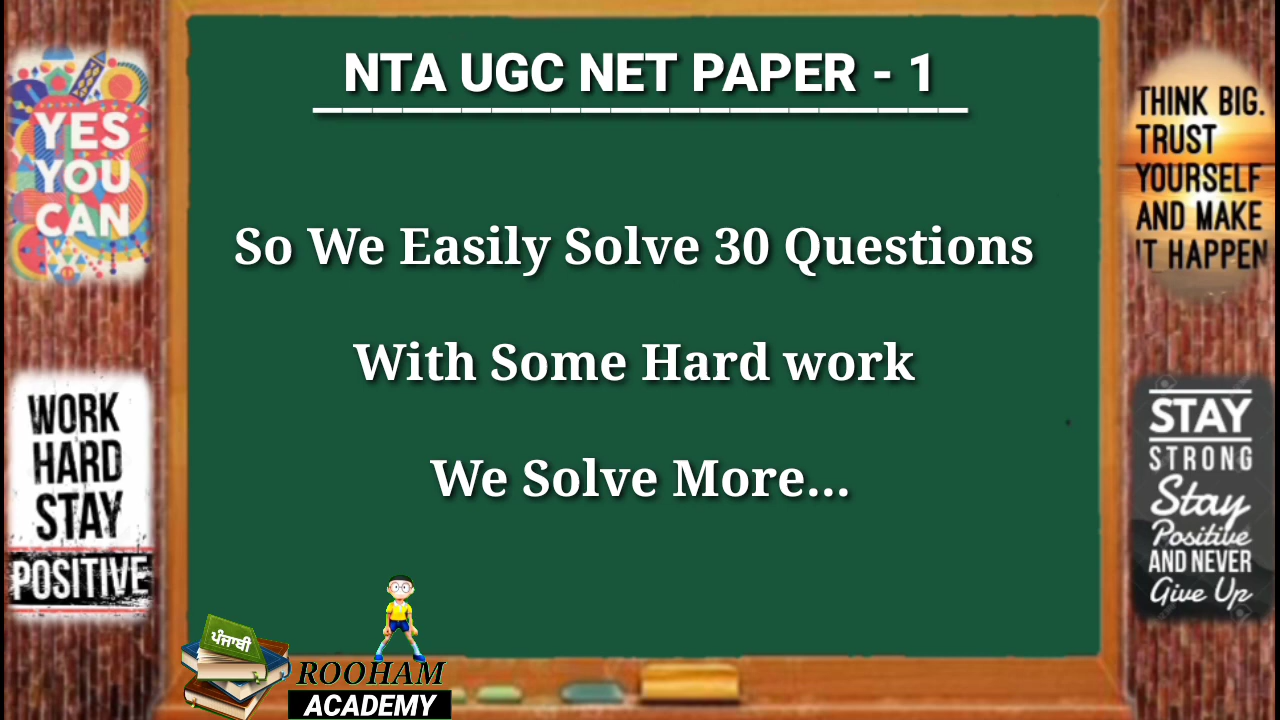 NTA UGC NET PAPER - 1
So We Easily Solve 30 Questions
With Some Hard work
We Solve More...
YES
YOU
CAN
WORK
HARD
STAY
POSITIVE
THINK BIG.
TRUST
YOURSELF
AND MAKE
IT HAPPEN
STAY
STRONG
Stay
Positive
AND NEVER
Give Up
ਪੰਜਾਬੀ
ROOHAM
ACADEMY